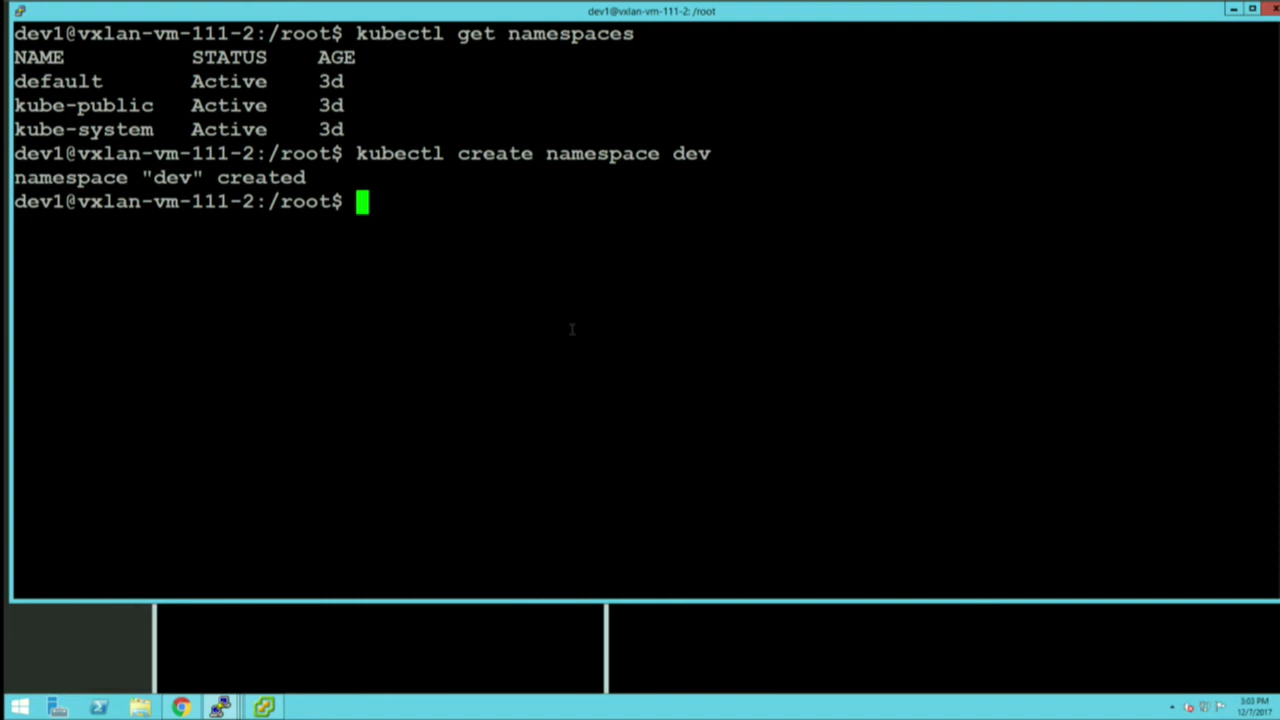 dev1@vxlan-vm-111-2: /root
dev1@vxlan-vm-111-2:/root$ kubectl get namespaces
NAME STATUS AGE
default Active 3d
kube-public Active 3d
kube-system Active 3d
dev1@vxlan-vm-111-2:/root$ kubectl create namespace dev
namespace "dev" created
dev1@vxlan-vm-111-2:/root$
3:03 PM
12/7/2017